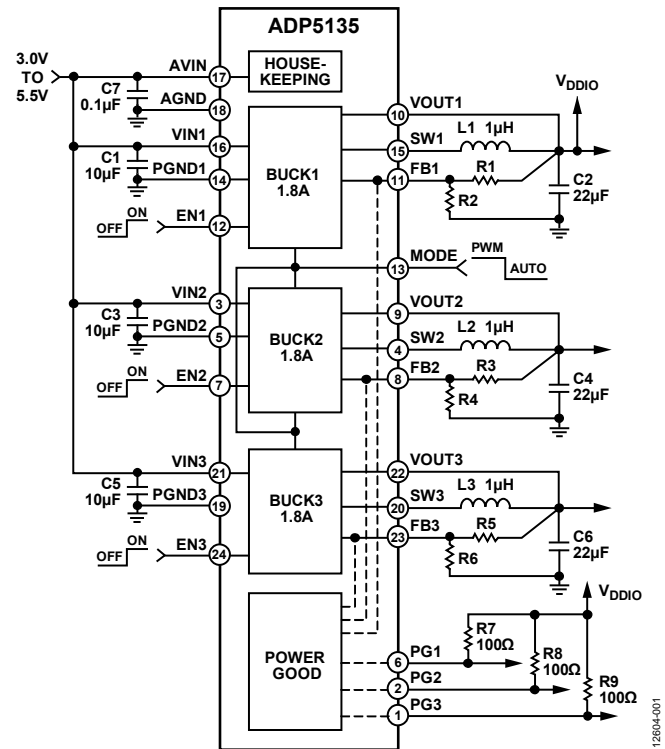 ADP5135
3.0V
TO
5.5V
AVIN
17
HOUSE-
KEEPING
C7
0.1µF
AGND
18
VIN1
16
C1
10µF
PGND1
14
BUCK1
1.8A
EN1
12
OFF
ON
10
VOUT1
VDDIO
15
SW1
L1 1µH
11
FB1
R1
R2
C2
22µF
13
MODE
PWM
AUTO
VIN2
3
C3
10µF
PGND2
5
BUCK2
1.8A
EN2
7
OFF
ON
9
VOUT2
4
SW2
L2 1µH
8
FB2
R3
R4
C4
22µF
VIN3
21
C5
10µF
PGND3
19
BUCK3
1.8A
EN3
24
OFF
ON
22
VOUT3
20
SW3
L3 1µH
23
FB3
R5
R6
C6
22µF
VDDIO
POWER
GOOD
R7
100Ω
R8
100Ω
R9
100Ω
6
PG1
2
PG2
1
PG3
12604-001